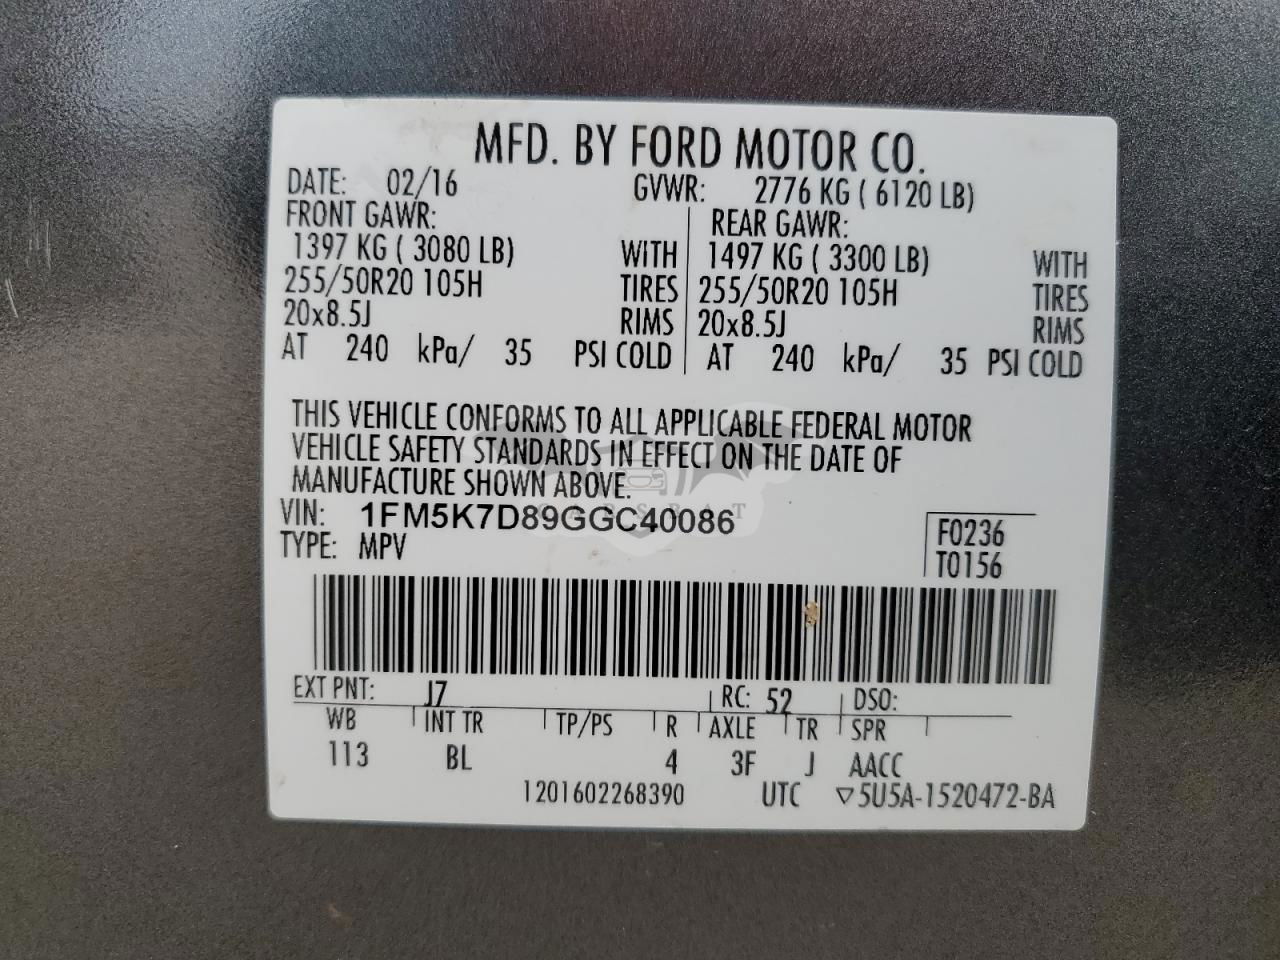 MFD. BY FORD MOTOR CO.
DATE: 02/16 GVWR: 2776 KG ( 6120 LB)
FRONT GAWR: REAR GAWR:
1397 KG ( 3080 LB) WITH 1497 KG ( 3300 LB) WITH
255/50R20 105H TIRES 255/50R20 105H TIRES
20x8.5J RIMS 20x8.5J RIMS
AT 240 kPa/ 35 PSI COLD AT 240 kPa/ 35 PSI COLD
THIS VEHICLE CONFORMS TO ALL APPLICABLE FEDERAL MOTOR
VEHICLE SAFETY STANDARDS IN EFFECT ON THE DATE OF
MANUFACTURE SHOWN ABOVE.
VIN: 1FM5K7D89GGC40086 F0236
TYPE: MPV T0156
EXT PNT: J7 RC: 52 DSO:
WB INT TR TP/PS R AXLE TR SPR
113 BL 4 3F J AACC
1201602268390 UTC ▽5U5A-1520472-BA